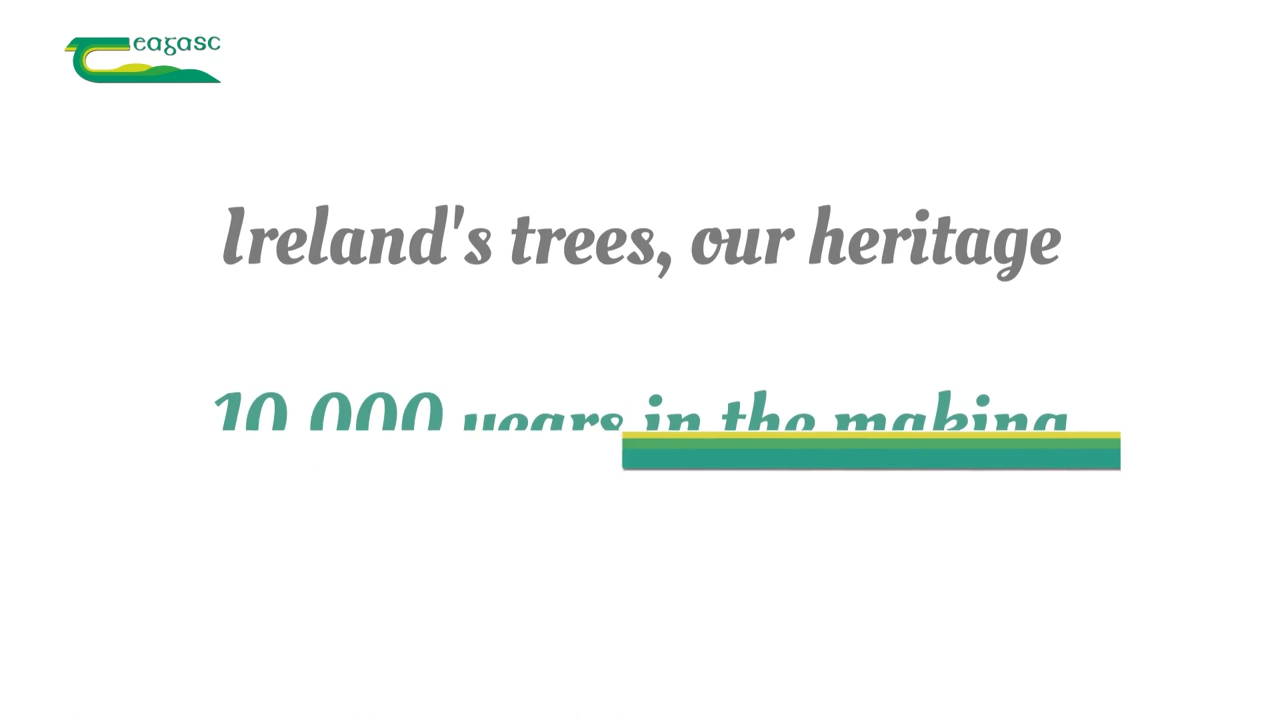 Teagasc
Ireland's trees, our heritage
10,000 years in the making